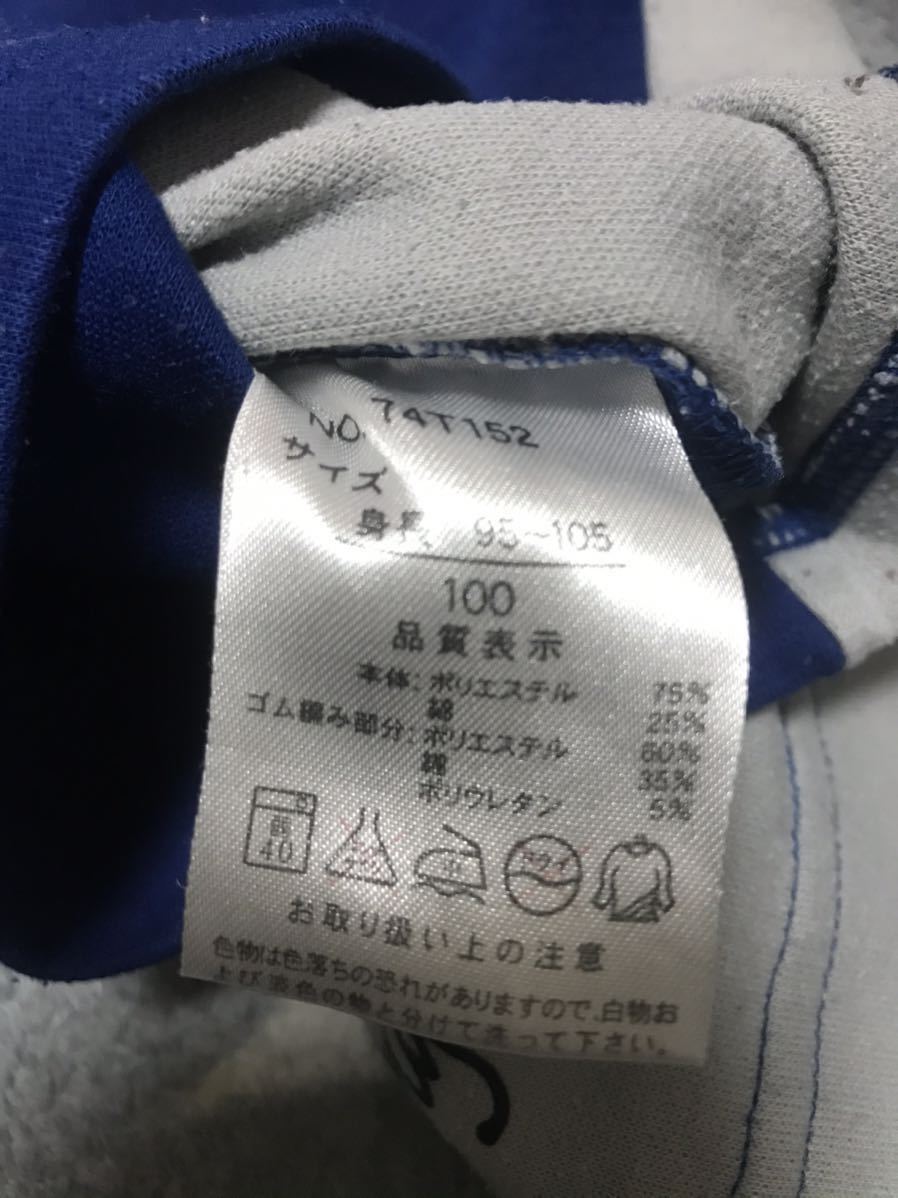 NO. 74T152
サイズ
身長 95~105
100
品質表示
本体:ポリエステル 75%
綿 25%
ゴム編み部分:ポリエステル 60%
綿 35%
ポリウレタン 5%
40
ドライ
お取り扱い上の注意
色物は色落ちの恐れがありますので、白物お
よび淡色の物と分けて洗って下さい。